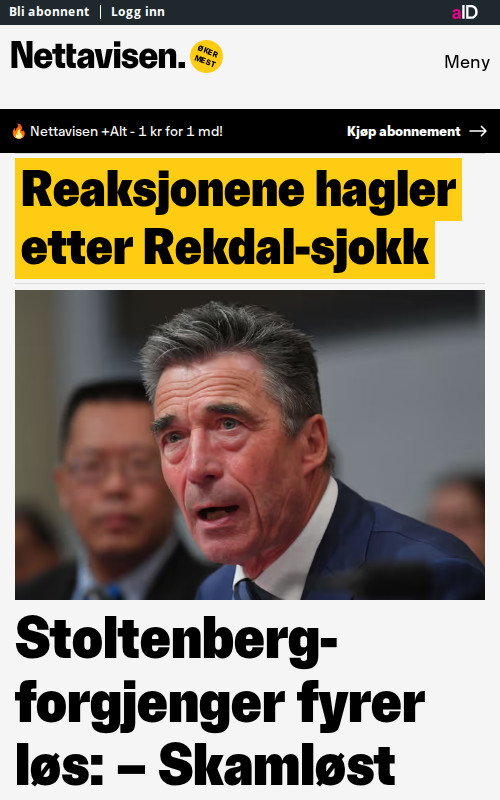 Bli abonnent | Logg inn
aID
Nettavisen.
ØKER
MEST
Meny
🔥 Nettavisen +Alt - 1 kr for 1 md!
Kjøp abonnement →
Reaksjonene hagler
etter Rekdal-sjokk
Stoltenberg-
forgjenger fyrer
løs: – Skamløst